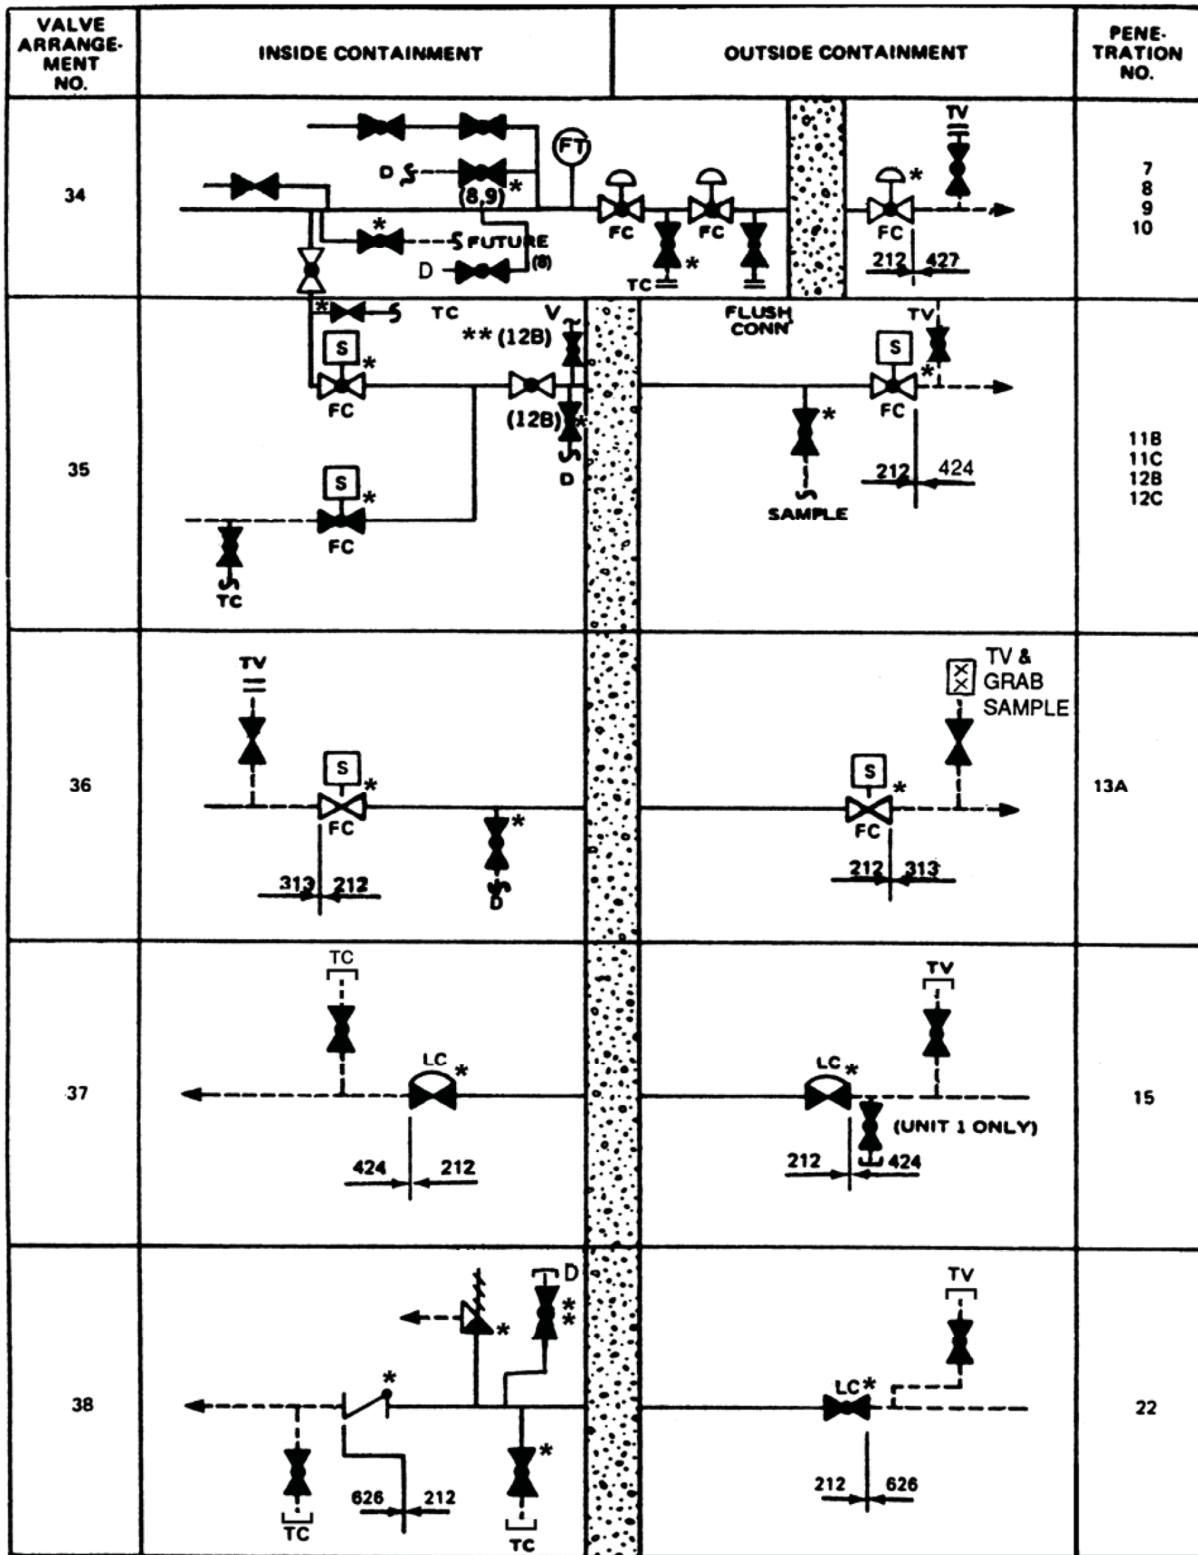 VALVE
ARRANGE-
MENT
NO.
INSIDE CONTAINMENT
OUTSIDE CONTAINMENT
PENE-
TRATION
NO.
34
D
(8,9)
*
*
FUTURE
D
(8)
FT
FC
FC
*
TC
FLUSH
CONN
*
FC
TV
212
427
7
8
9
10
35
*
TC
V
** (12B)
S
*
FC
(12B)
*
D
S
*
FC
TC
*
SAMPLE
S
*
FC
TV
212
424
11B
11C
12B
12C
36
TV
S
*
FC
313
212
*
D
S
*
FC
212
313
TV &
GRAB
SAMPLE
13A
37
TC
LC
*
424
212
LC
*
TV
(UNIT 1 ONLY)
212
424
15
38
D
*
*
*
*
*
TC
626
212
TC
TV
LC*
212
626
22